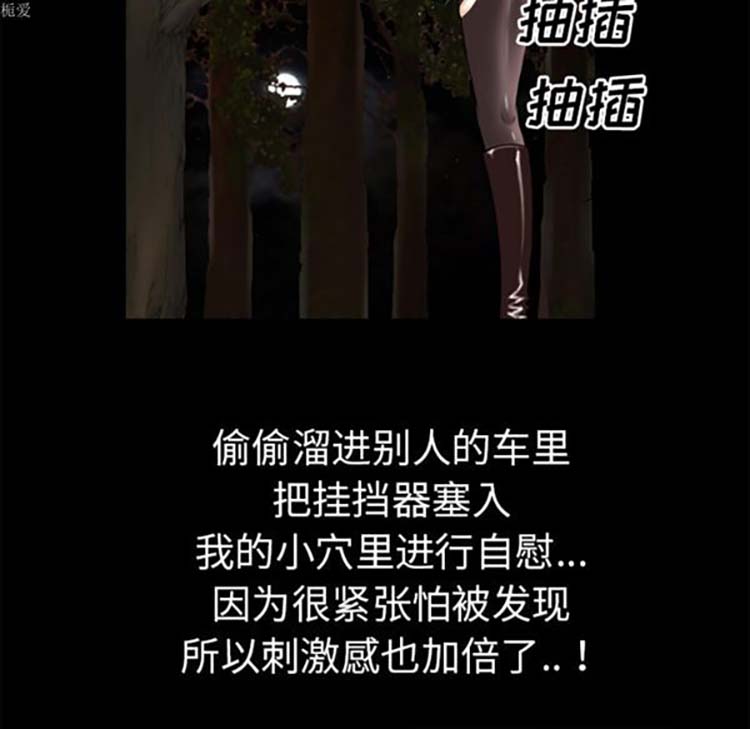 栀爱
抽插
抽插
偷偷溜进别人的车里
把挂挡器塞入
我的小穴里进行自慰...
因为很紧张怕被发现
所以刺激感也加倍了..！